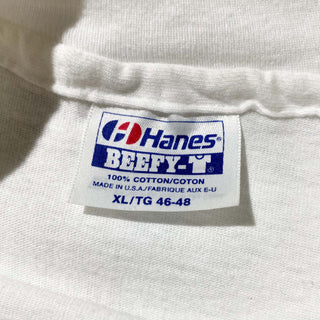 Hanes®
BEEFY-T
100% COTTON/COTON
MADE IN U.S.A./FABRIQUE AUX E-U
XL/TG 46-48